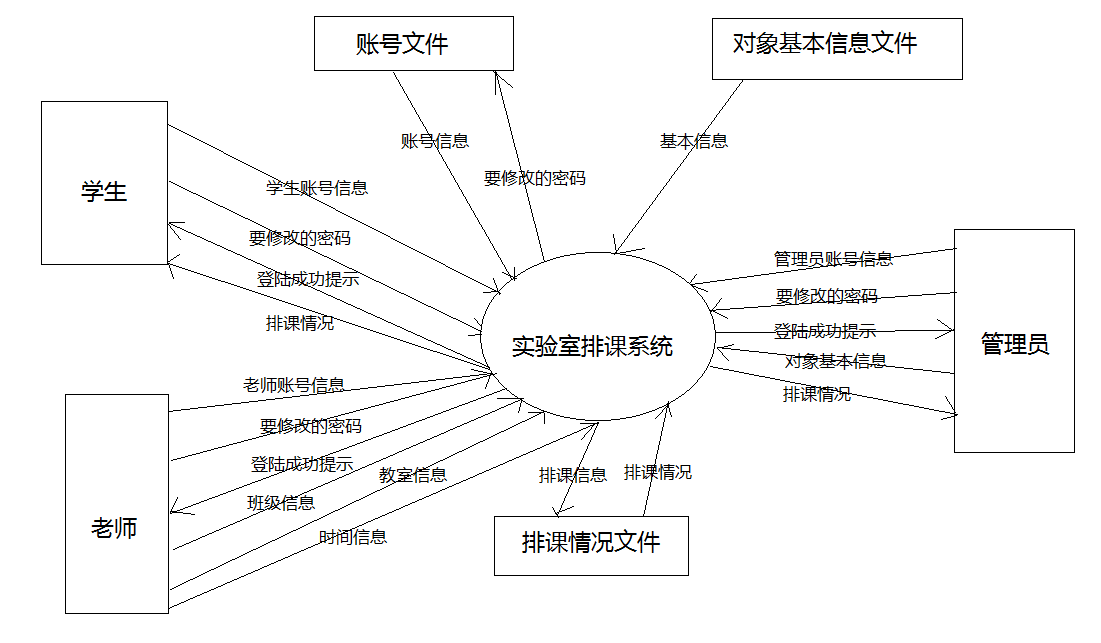 账号文件
对象基本信息文件
账号信息
基本信息
要修改的密码
学生
学生账号信息
要修改的密码
登陆成功提示
排课情况
实验室排课系统
管理员账号信息
要修改的密码
登陆成功提示
对象基本信息
排课情况
管理员
老师账号信息
要修改的密码
登陆成功提示
班级信息
教室信息
时间信息
老师
排课信息
排课情况
排课情况文件